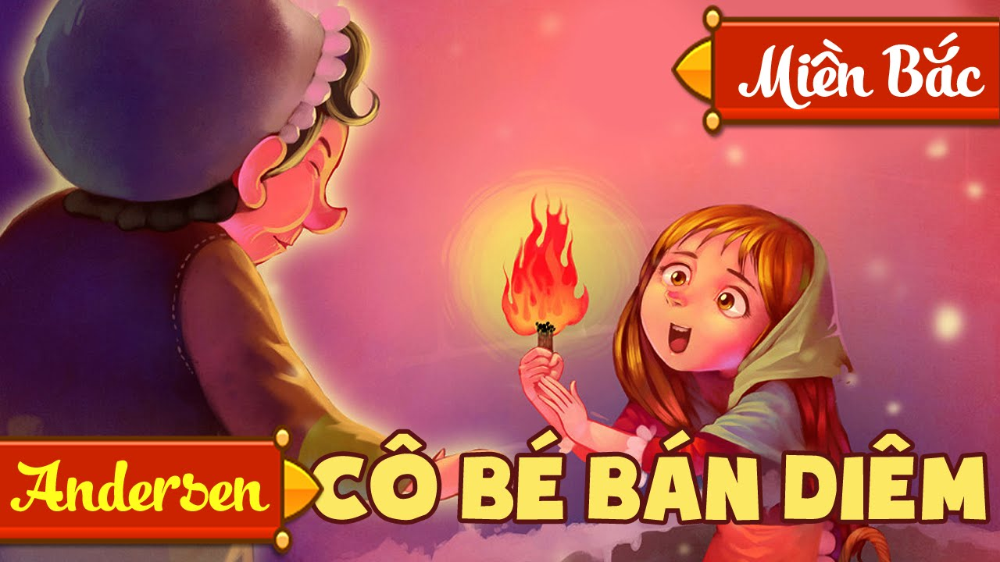 Miền Bắc
Andersen
CÔ BÉ BÁN DIÊM